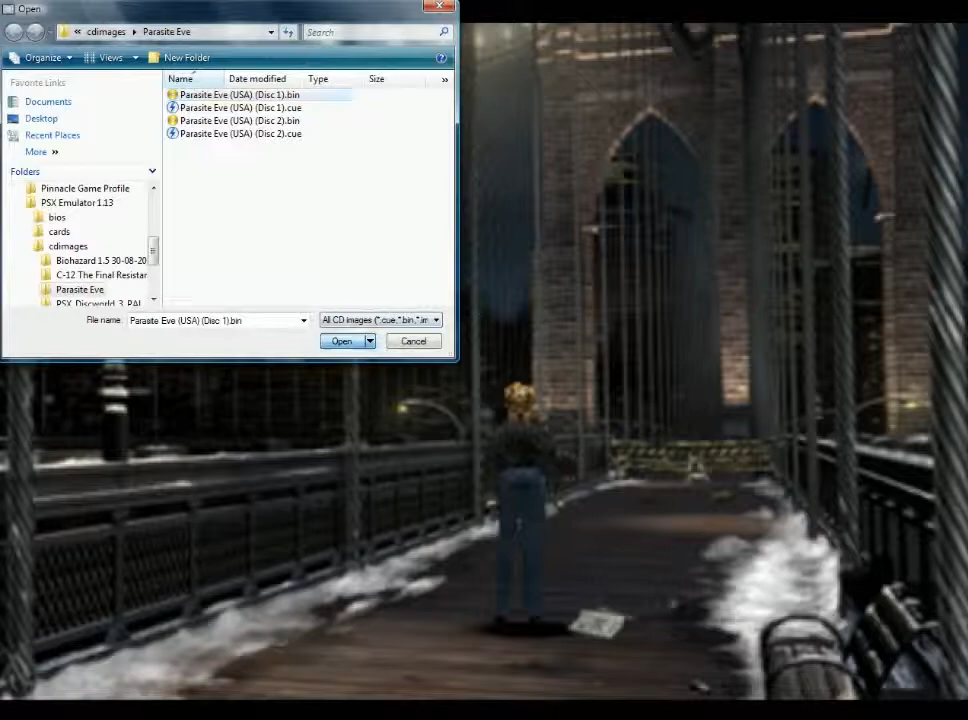 Open
« cdimages ▸ Parasite Eve
Search
Organize
Views
New Folder
Favorite Links
Documents
Desktop
Recent Places
More »
Folders
Pinnacle Game Profile
PSX Emulator 1.13
bios
cards
cdimages
Biohazard 1.5 30-08-20
C-12 The Final Resistar
Parasite Eve
PSX_Discworld_3_PAL
Name
Date modified
Type
Size
»
Parasite Eve (USA) (Disc 1).bin
Parasite Eve (USA) (Disc 1).cue
Parasite Eve (USA) (Disc 2).bin
Parasite Eve (USA) (Disc 2).cue
File name:
Parasite Eve (USA) (Disc 1).bin
All CD images (*.cue,*.bin,*.im
Open
Cancel